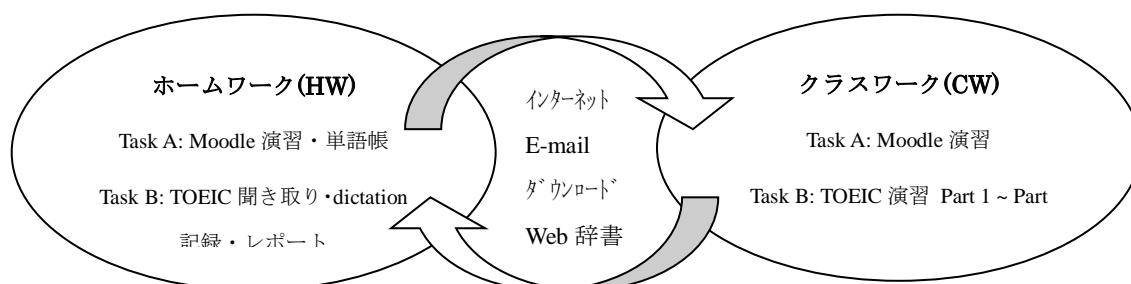 ホームワーク(HW)
Task A: Moodle 演習・単語帳
Task B: TOEIC 聞き取り・dictation
記録・レポート
インターネット
E-mail
ダウンロード
Web 辞書
クラスワーク(CW)
Task A: Moodle 演習
Task B: TOEIC 演習 Part 1 ~ Part